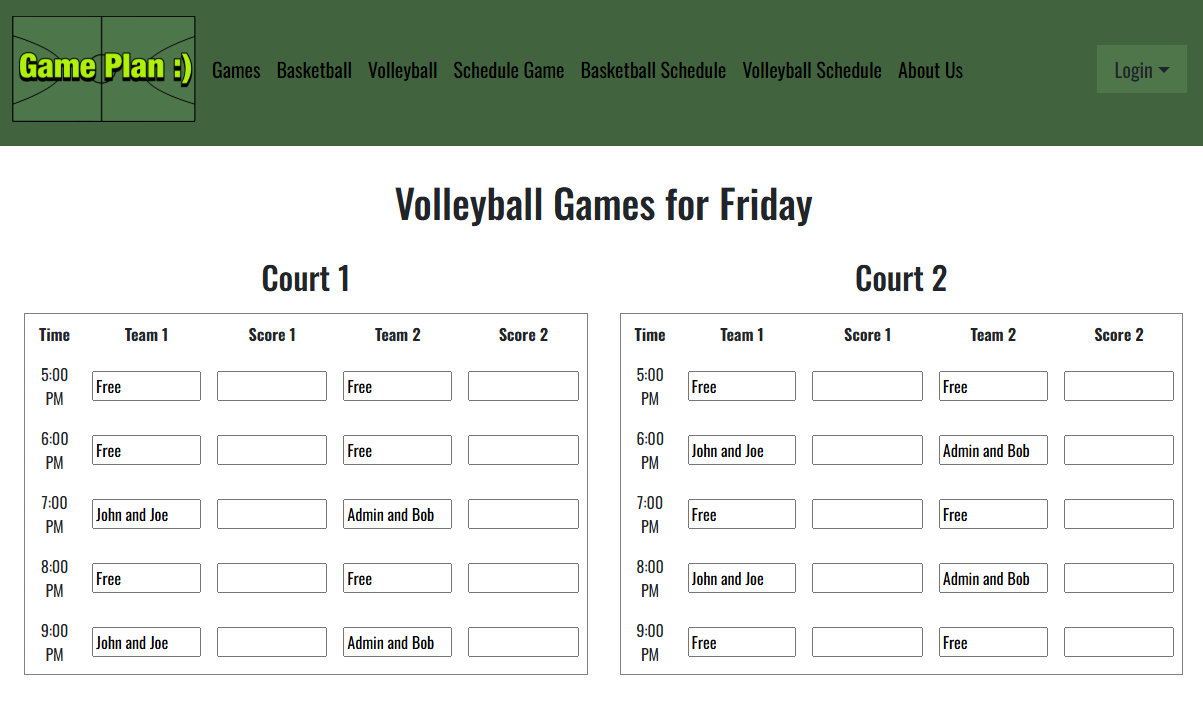 Game Plan :)
Games Basketball Volleyball Schedule Game Basketball Schedule Volleyball Schedule About Us Login
Volleyball Games for Friday
Court 1
Time Team 1 Score 1 Team 2 Score 2
5:00 PM Free Free
6:00 PM Free Free
7:00 PM John and Joe Admin and Bob
8:00 PM Free Free
9:00 PM John and Joe Admin and Bob
Court 2
Time Team 1 Score 1 Team 2 Score 2
5:00 PM Free Free
6:00 PM John and Joe Admin and Bob
7:00 PM Free Free
8:00 PM John and Joe Admin and Bob
9:00 PM Free Free